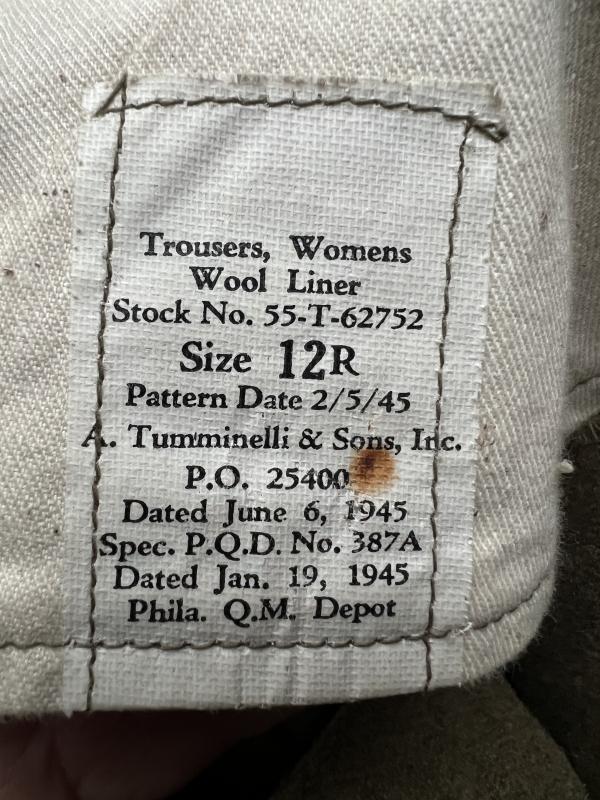 Trousers, Womens
Wool Liner
Stock No. 55-T-62752
Size 12R
Pattern Date 2/5/45
A. Tumminelli & Sons, Inc.
P.O. 25400
Dated June 6, 1945
Spec. P.Q.D. No. 387A
Dated Jan. 19, 1945
Phila. Q.M. Depot